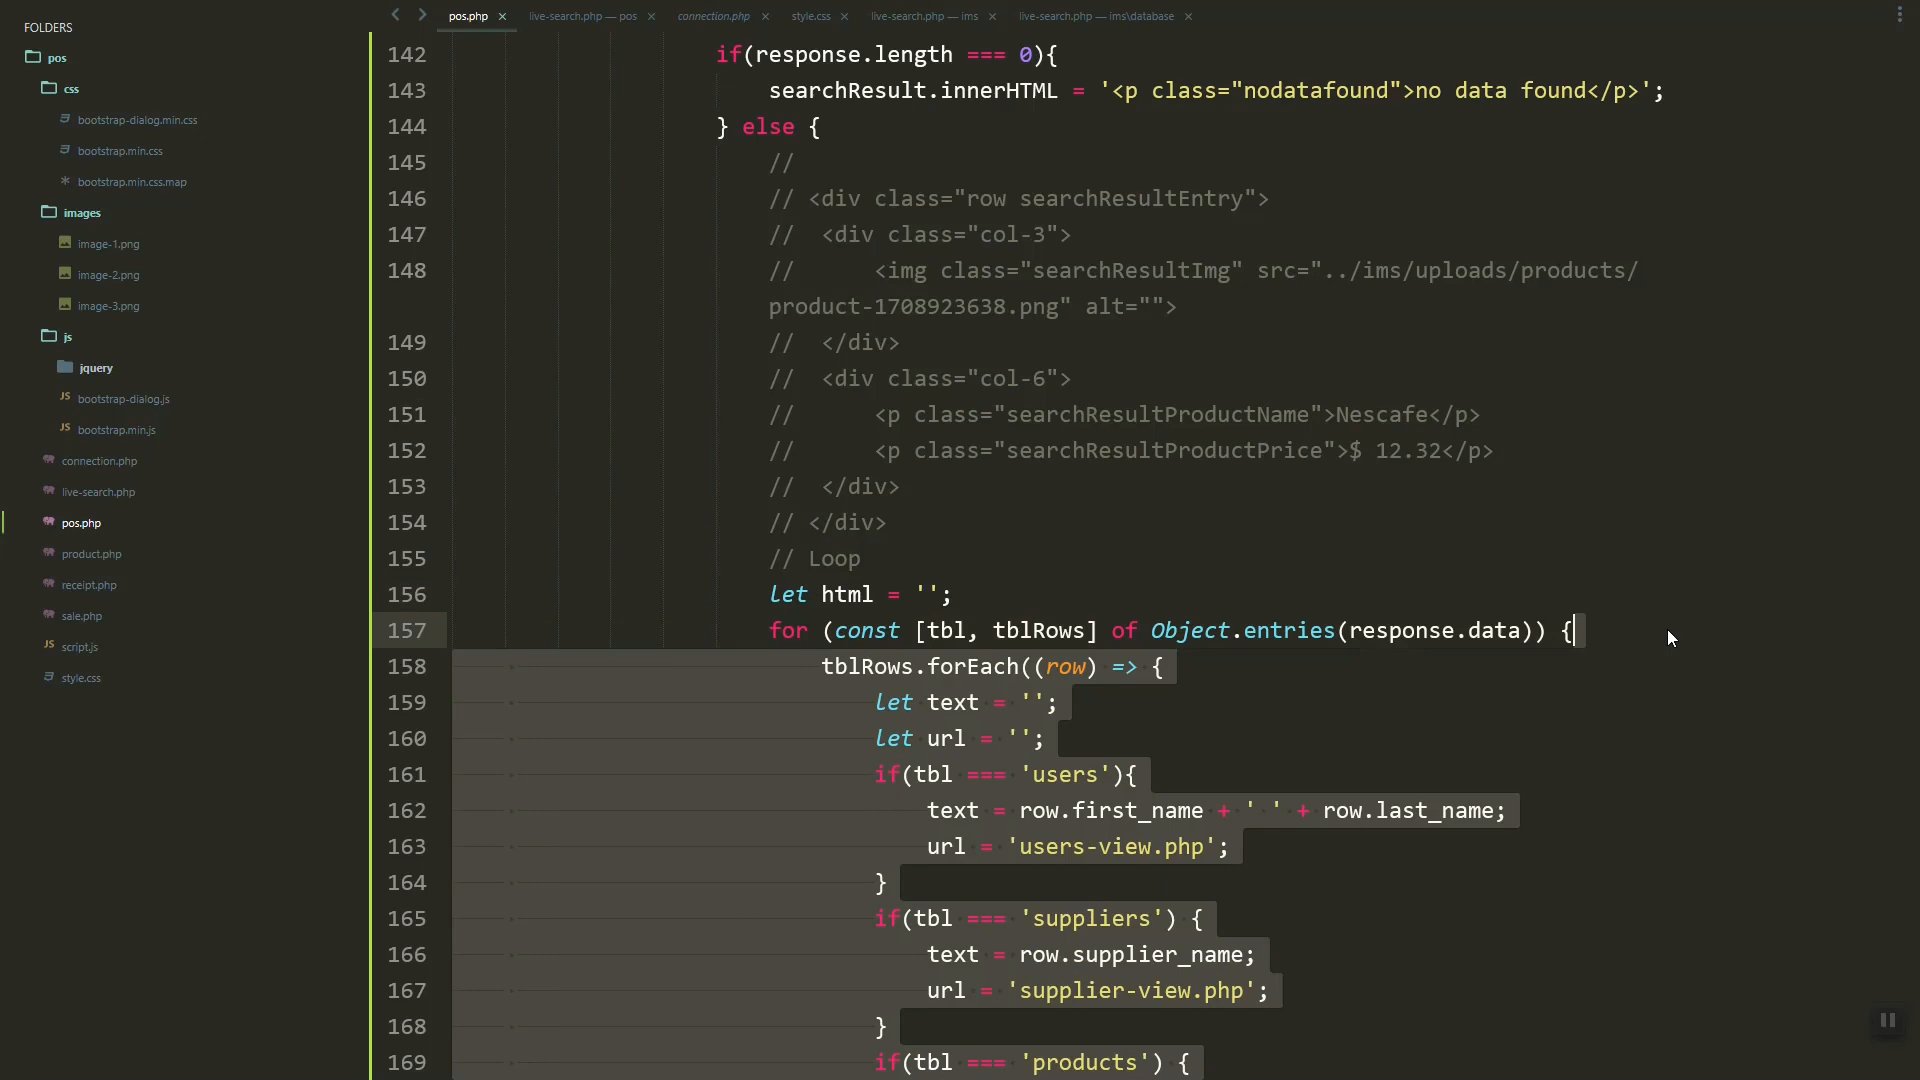 FOLDERS
pos
css
bootstrap-dialog.min.css
bootstrap.min.css
bootstrap.min.css.map
images
image-1.png
image-2.png
image-3.png
js
jquery
JS bootstrap-dialog.js
JS bootstrap.min.js
connection.php
live-search.php
pos.php
product.php
receipt.php
sale.php
JS script.js
style.css
pos.php × live-search.php — pos × connection.php × style.css × live-search.php — ims × live-search.php — ims\database ×
142 if(response.length === 0){
143 searchResult.innerHTML = '<p class="nodatafound">no data found</p>';
144 } else {
145 //
146 // <div class="row searchResultEntry">
147 // <div class="col-3">
148 // <img class="searchResultImg" src="../ims/uploads/products/
product-1708923638.png" alt="">
149 // </div>
150 // <div class="col-6">
151 // <p class="searchResultProductName">Nescafe</p>
152 // <p class="searchResultProductPrice">$ 12.32</p>
153 // </div>
154 // </div>
155 // Loop
156 let html = '';
157 for (const [tbl, tblRows] of Object.entries(response.data)) {
158 tblRows.forEach((row) => {
159 let text = '';
160 let url = '';
161 if(tbl === 'users'){
162 text = row.first_name + ' ' + row.last_name;
163 url = 'users-view.php';
164 }
165 if(tbl === 'suppliers') {
166 text = row.supplier_name;
167 url = 'supplier-view.php';
168 }
169 if(tbl === 'products') {